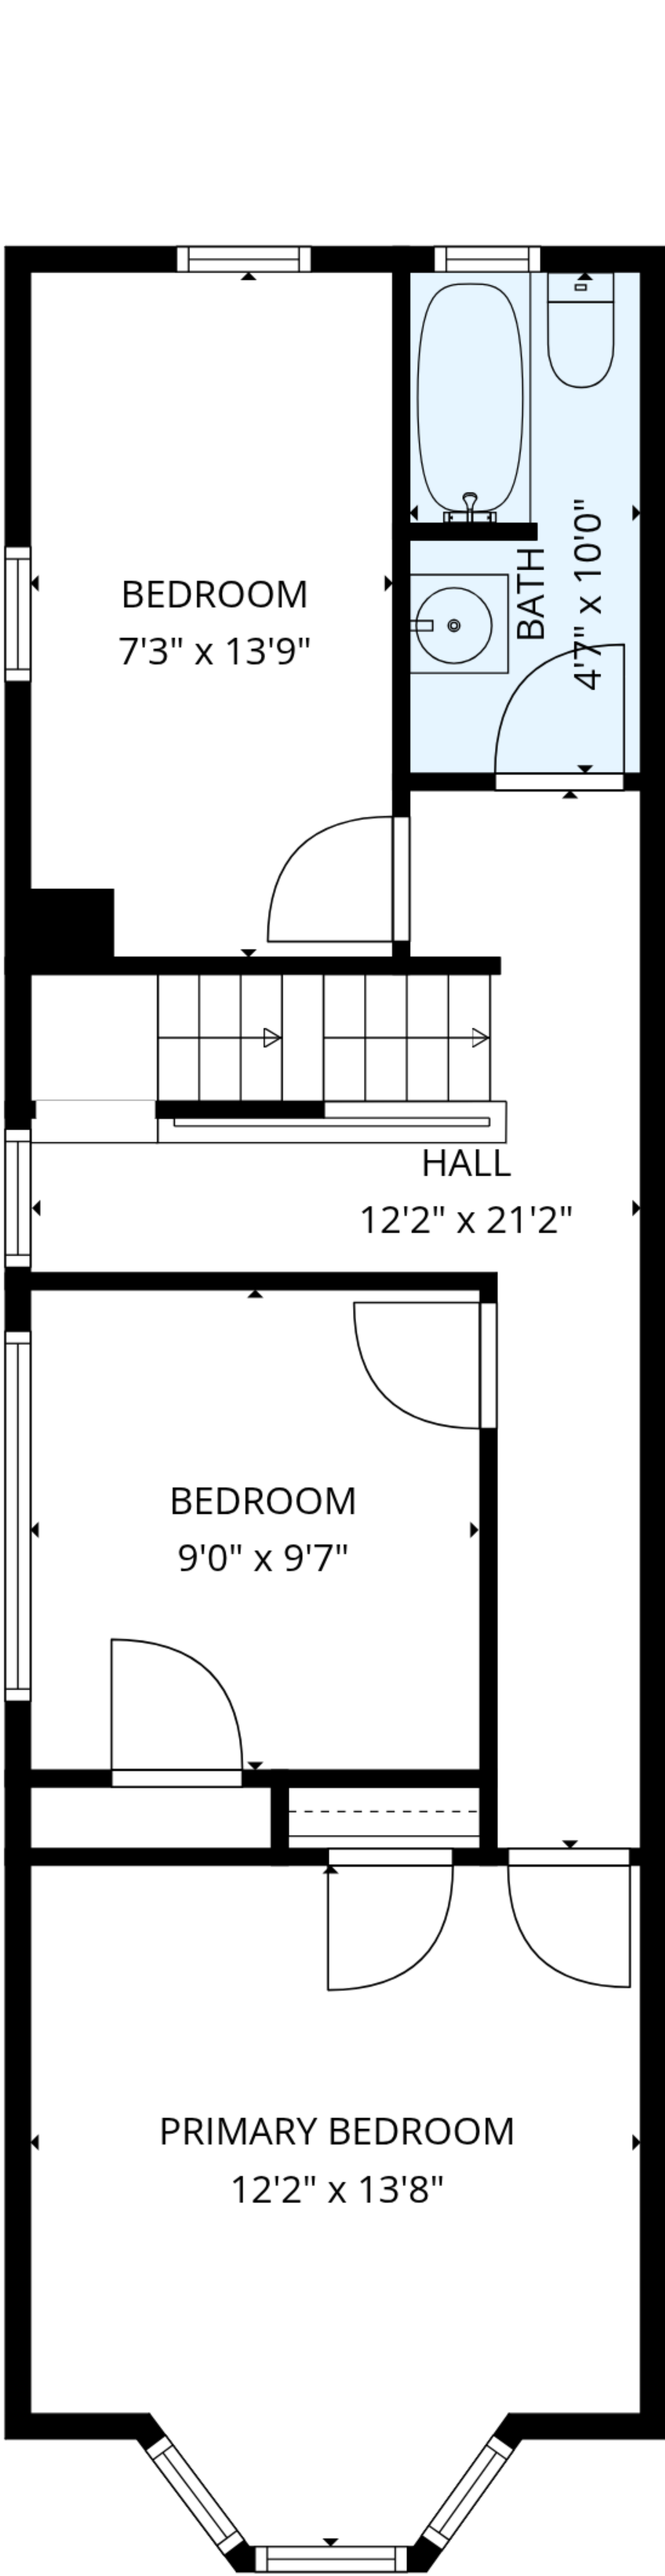 BEDROOM
7'3" x 13'9"
BATH
4'7" x 10'0"
HALL
12'2" x 21'2"
BEDROOM
9'0" x 9'7"
PRIMARY BEDROOM
12'2" x 13'8"